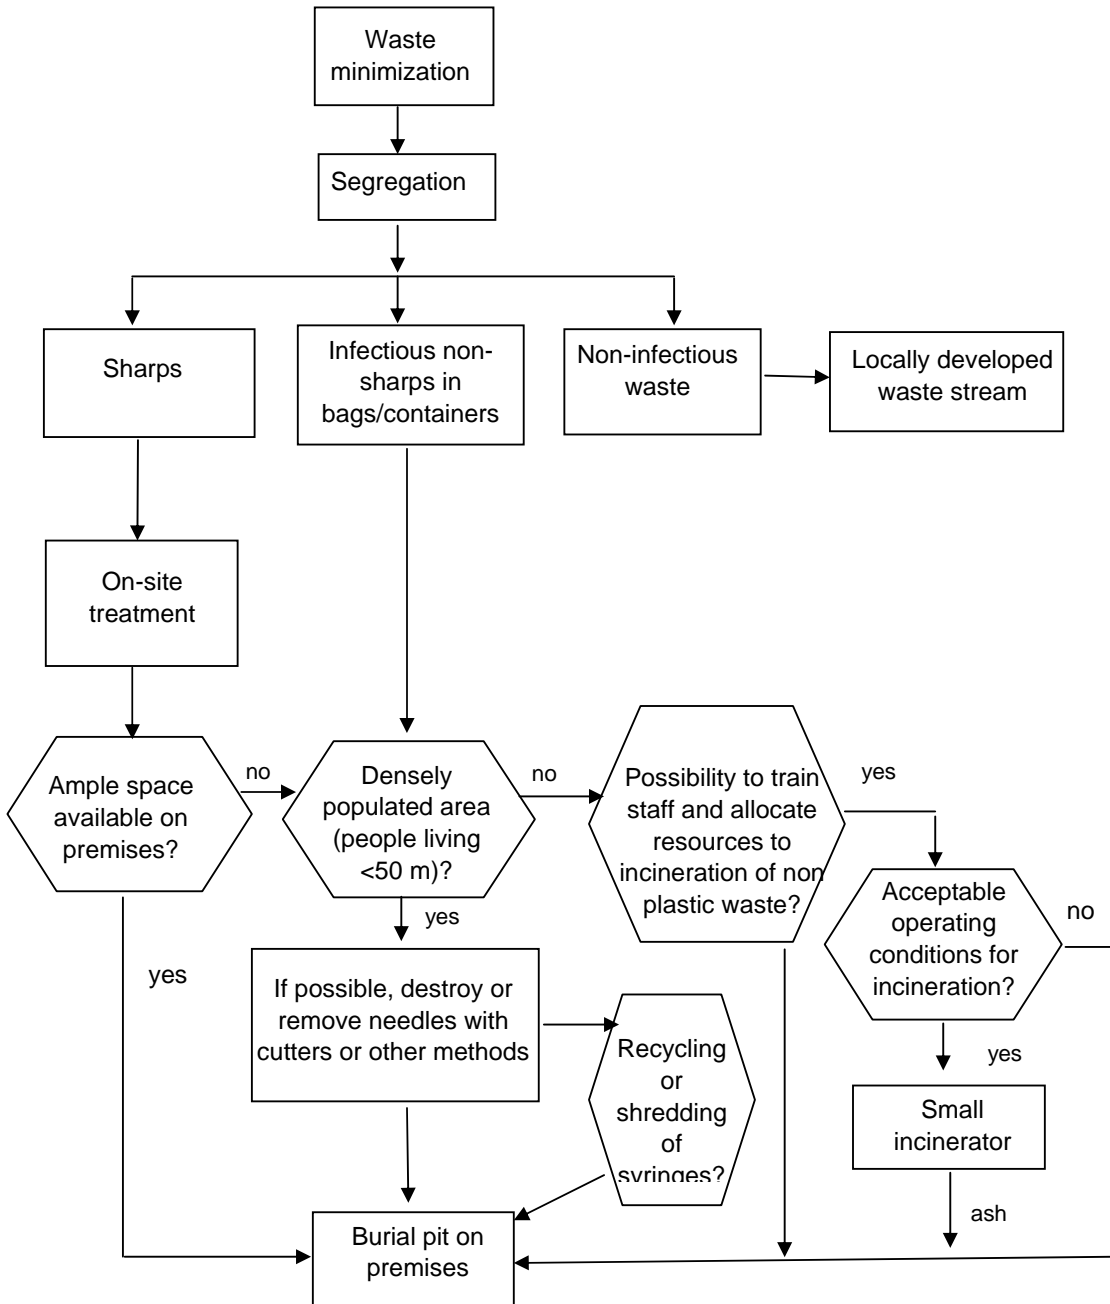 Waste
minimization
Segregation
Sharps
Infectious non-
sharps in
bags/containers
Non-infectious
waste
Locally developed
waste stream
On-site
treatment
Ample space
available on
premises?
no
Densely
populated area
(people living
<50 m)?
no
Possibility to train
staff and allocate
resources to
incineration of non
plastic waste?
yes
Acceptable
operating
conditions for
incineration?
no
yes
yes
If possible, destroy or
remove needles with
cutters or other methods
Recycling
or
shredding
of
syringes?
yes
Small
incinerator
ash
Burial pit on
premises